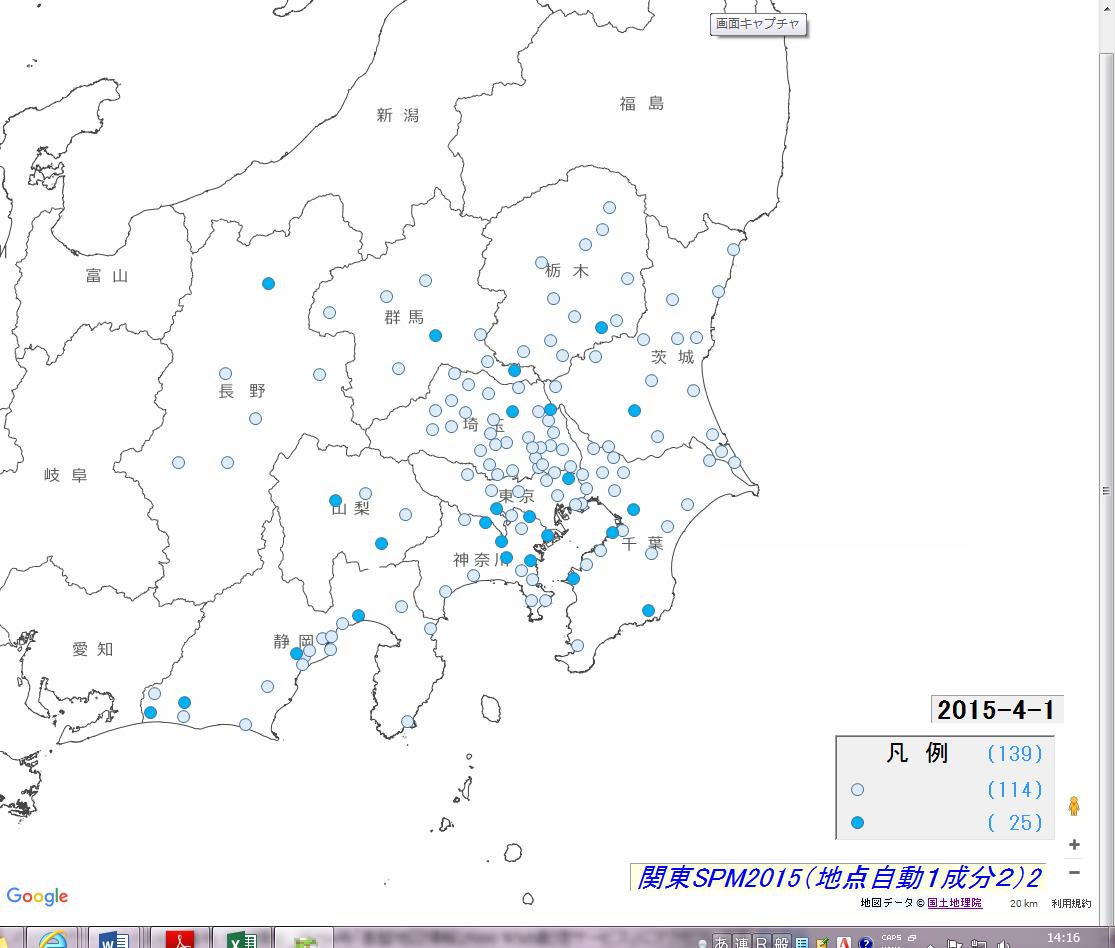 画面キャプチャ
福 島
新 潟
栃 木
富 山
群 馬
茨 城
長 野
埼 玉
岐 阜
東 京
山 梨
千 葉
神 奈 川
静 岡
愛 知
2015-4-1
凡 例 (139)
(114)
( 25)
関東SPM2015(地点自動1成分2)2
Google
地図データ © 国土地理院 20 km 利用規約
あ 連 R 般 CAPS
14:16